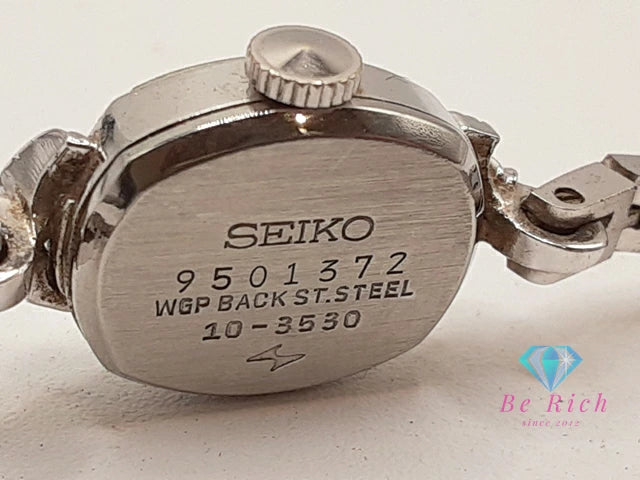 SEIKO
9501372
WGP BACK ST.STEEL
10-3530
Be Rich
since 2012